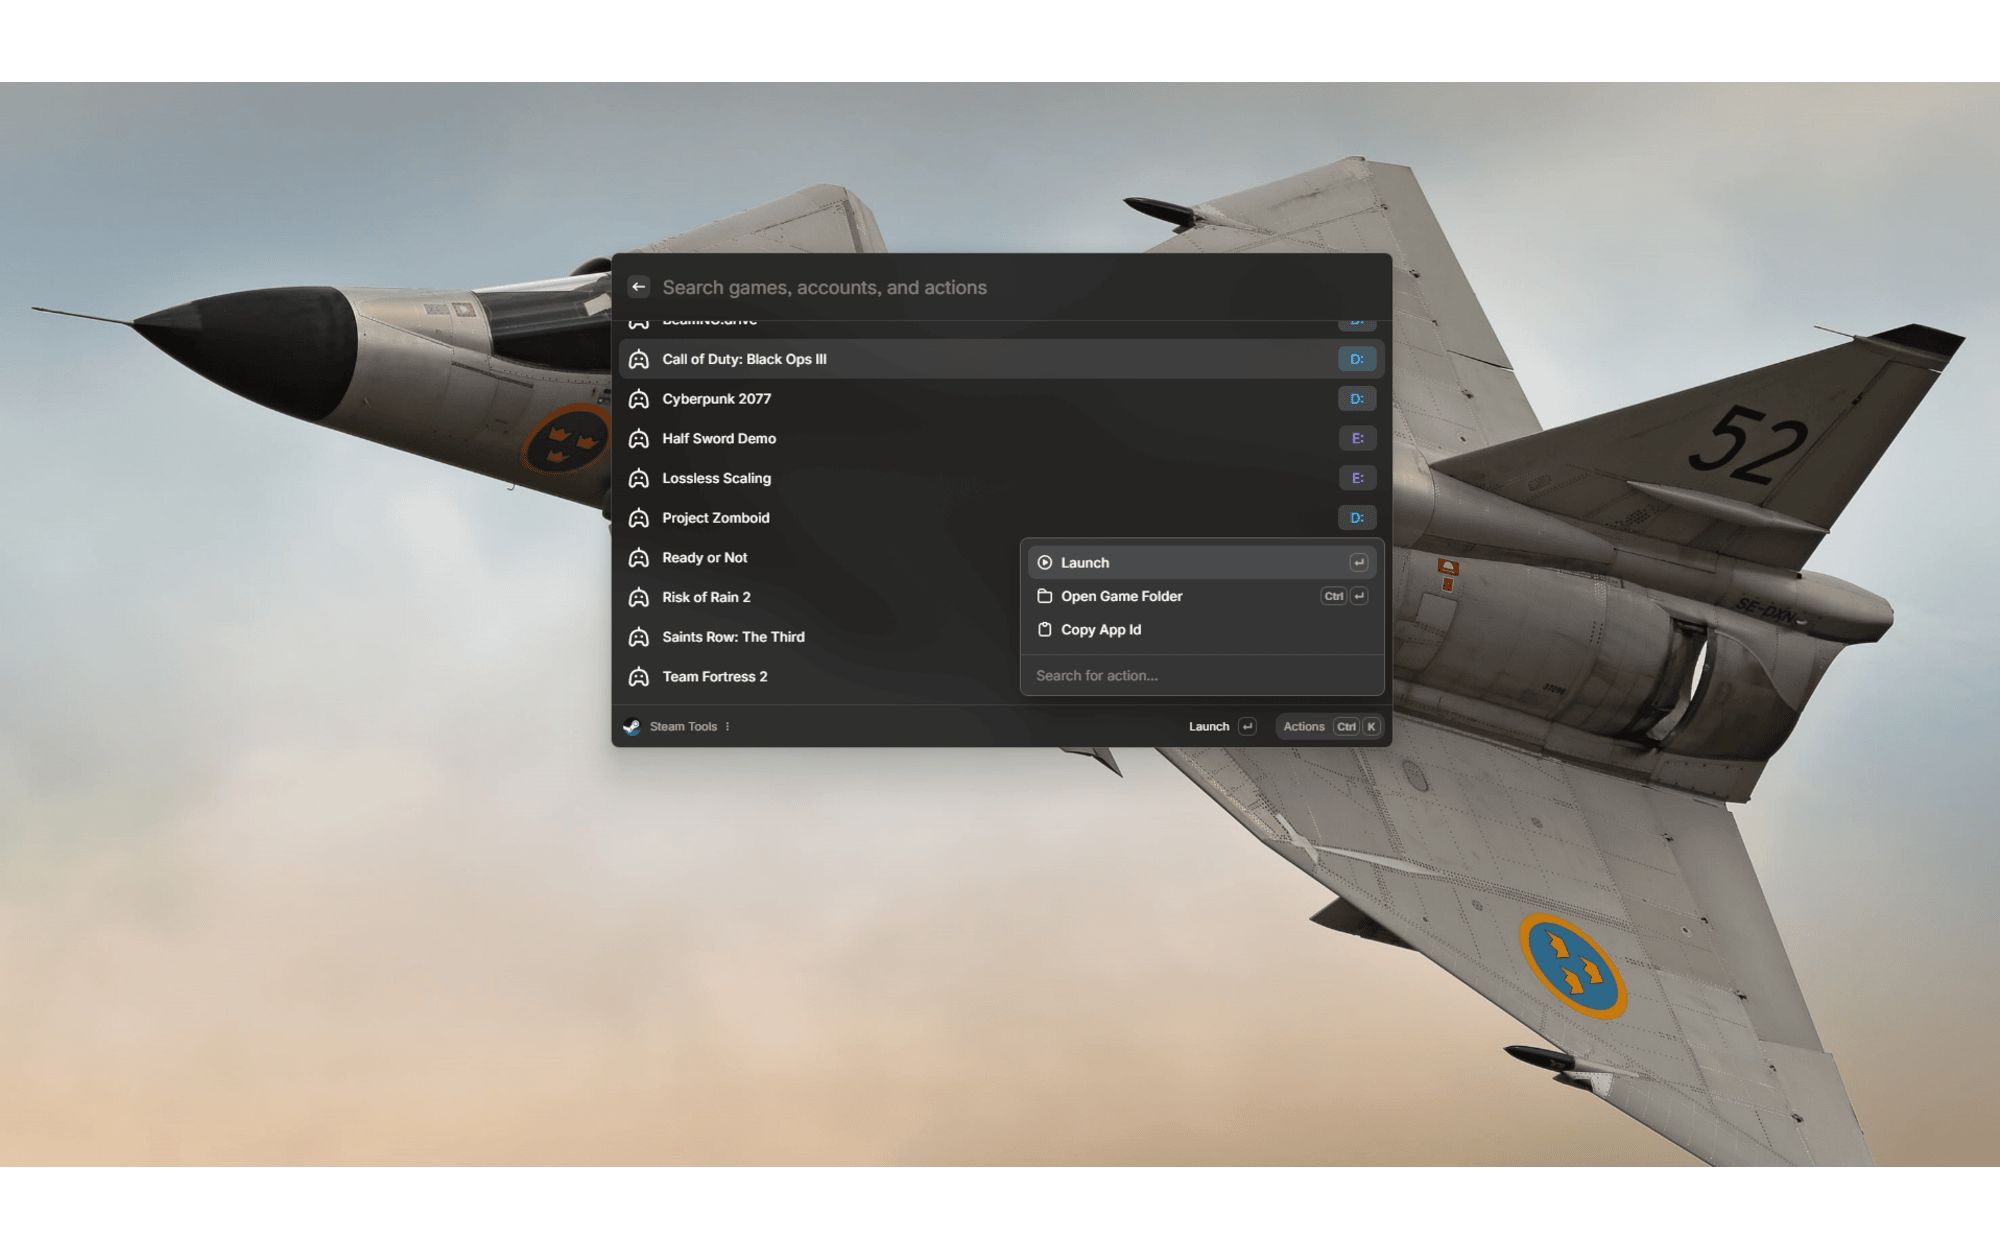 Search games, accounts, and actions
BeamNG.drive D:
Call of Duty: Black Ops III D:
Cyberpunk 2077 D:
Half Sword Demo E:
Lossless Scaling E:
Project Zomboid D:
Ready or Not
Risk of Rain 2
Saints Row: The Third
Team Fortress 2
Launch
Open Game Folder Ctrl
Copy App Id
Search for action...
Steam Tools
Launch
Actions Ctrl K
52
SE-DXN